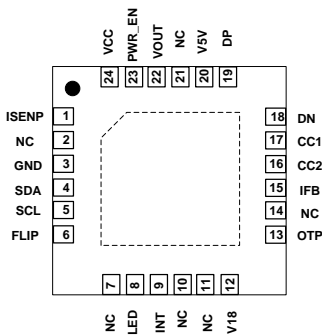 VCC PWR_EN VOUT NC V5V DP
24 23 22 21 20 19
ISENP 1 18 DN
NC 2 17 CC1
GND 3 16 CC2
SDA 4 15 IFB
SCL 5 14 NC
FLIP 6 13 OTP
7 8 9 10 11 12
NC LED INT NC NC V18